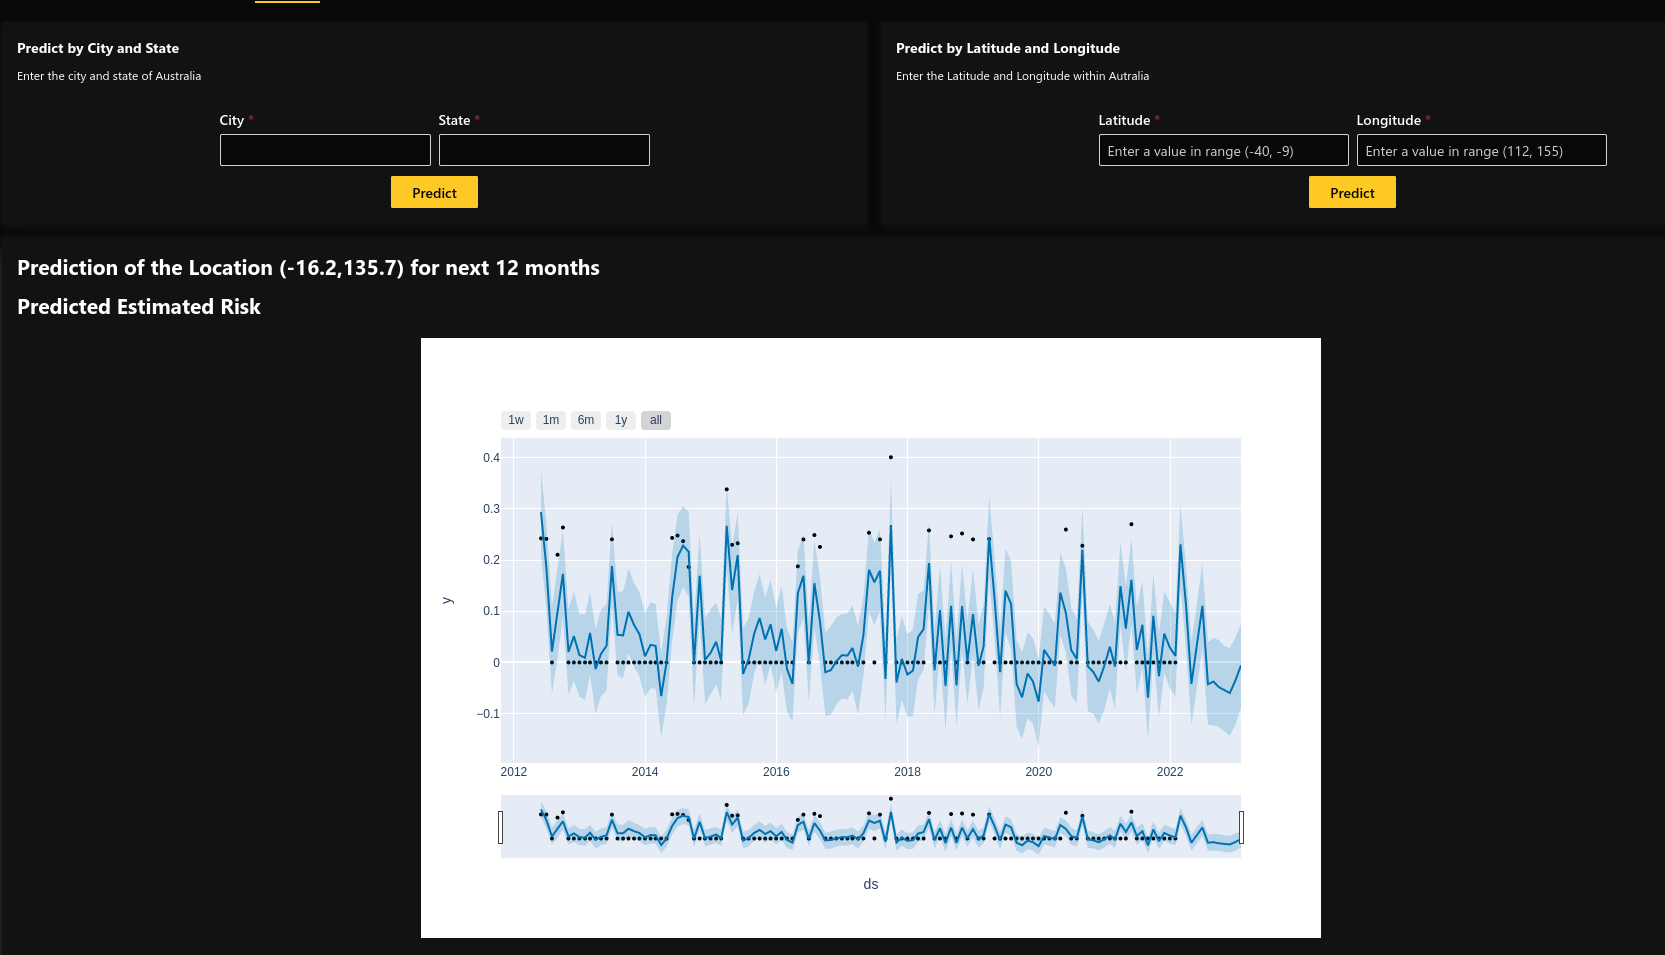 Predict by City and State
Enter the city and state of Australia
City *
State *
Predict
Predict by Latitude and Longitude
Enter the Latitude and Longitude within Autralia
Latitude *
Longitude *
Enter a value in range (-40, -9)
Enter a value in range (112, 155)
Predict
Prediction of the Location (-16.2,135.7) for next 12 months
Predicted Estimated Risk
1w 1m 6m 1y all
0.4
0.3
0.2
0.1
0
−0.1
y
2012 2014 2016 2018 2020 2022
ds